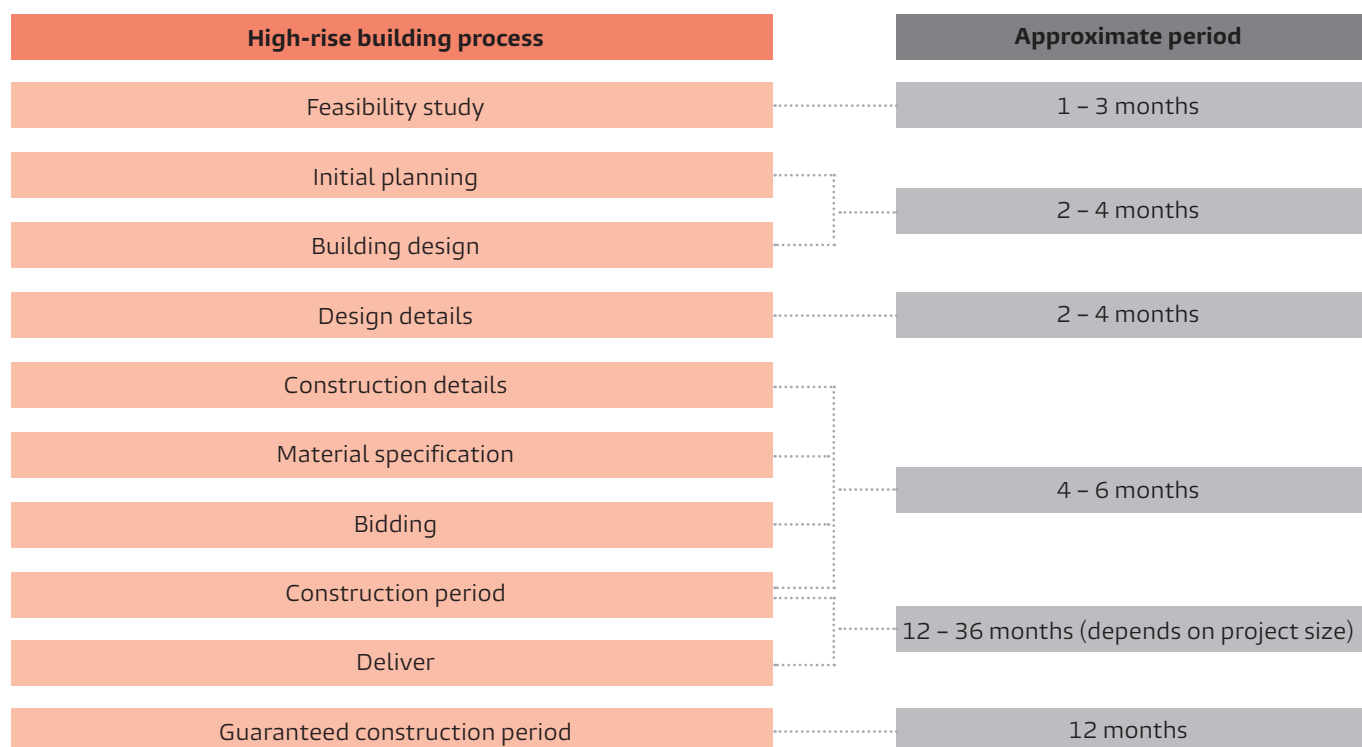 High-rise building process
Approximate period
Feasibility study
1 – 3 months
Initial planning
2 – 4 months
Building design
Design details
2 – 4 months
Construction details
Material specification
4 – 6 months
Bidding
Construction period
12 – 36 months (depends on project size)
Deliver
Guaranteed construction period
12 months